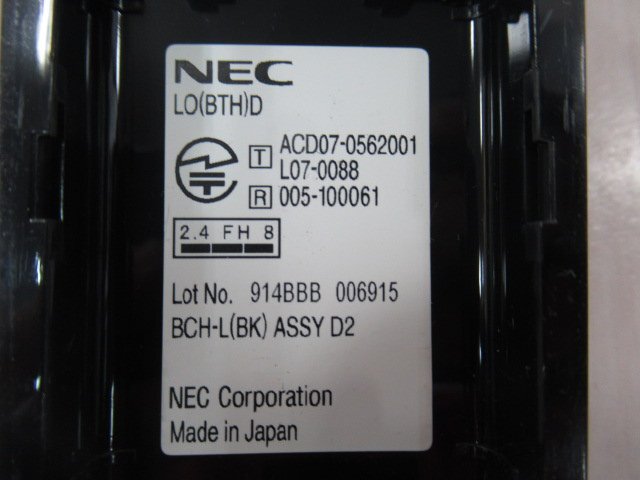 NEC
LO(BTH)D
T ACD07-0562001
L07-0088
R 005-100061
2.4 FH 8
Lot No. 914BBB 006915
BCH-L(BK) ASSY D2
NEC Corporation
Made in Japan